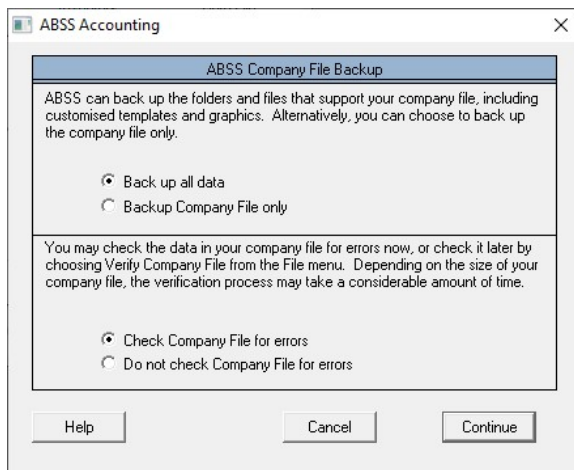 ABSS Accounting
ABSS Company File Backup
ABSS can back up the folders and files that support your company file, including
customised templates and graphics. Alternatively, you can choose to back up
the company file only.
Back up all data
Backup Company File only
You may check the data in your company file for errors now, or check it later by
choosing Verify Company File from the File menu. Depending on the size of your
company file, the verification process may take a considerable amount of time.
Check Company File for errors
Do not check Company File for errors
Help
Cancel
Continue